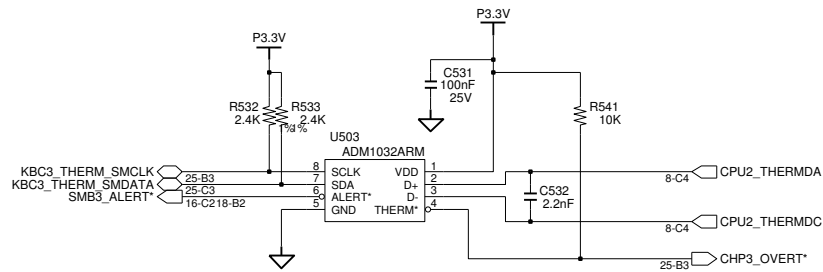 P3.3V
P3.3V
C531
100nF
25V
R532
2.4K
R533
2.4K
1%
R541
10K
U503
ADM1032ARM
KBC3_THERM_SMCLK
25-B3
KBC3_THERM_SMDATA
25-C3
SMB3_ALERT*
16-C2 18-B2
8 SCLK
7 SDA
6 ALERT*
5 GND
VDD 1
D+ 2
D- 3
THERM* 4
C532
2.2nF
8-C4
CPU2_THERMDA
8-C4
CPU2_THERMDC
25-B3
CHP3_OVERT*